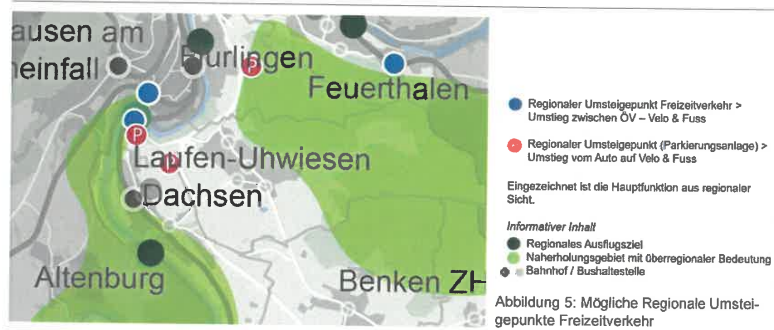 ausen am
einfall
Flurlingen
P
Feuerthalen
P
Laufen-Uhwiesen
P
Dachsen
Altenburg
Benken ZH
Regionaler Umsteigepunkt Freizeitverkehr >
Umstieg zwischen ÖV – Velo & Fuss
Regionaler Umsteigepunkt (Parkierungsanlage) >
Umstieg vom Auto auf Velo & Fuss
Eingezeichnet ist die Hauptfunktion aus regionaler
Sicht.
Informativer Inhalt
Regionales Ausflugsziel
Naherholungsgebiet mit überregionaler Bedeutung
Bahnhof / Bushaltestelle
Abbildung 5: Mögliche Regionale Umstei-
gepunkte Freizeitverkehr